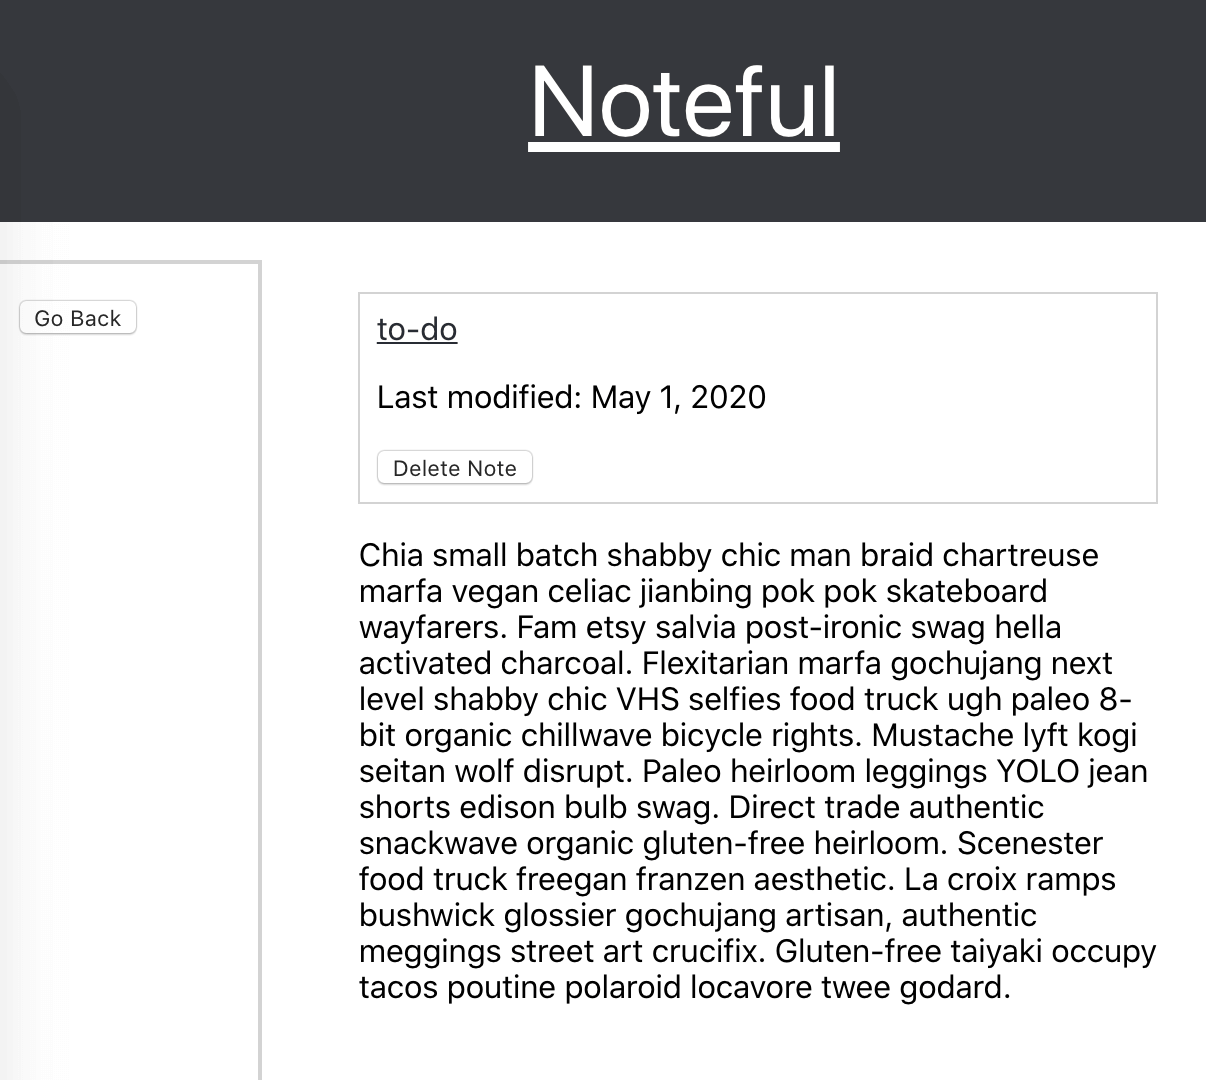 Noteful
Go Back
to-do
Last modified: May 1, 2020
Delete Note
Chia small batch shabby chic man braid chartreuse
marfa vegan celiac jianbing pok pok skateboard
wayfarers. Fam etsy salvia post-ironic swag hella
activated charcoal. Flexitarian marfa gochujang next
level shabby chic VHS selfies food truck ugh paleo 8-
bit organic chillwave bicycle rights. Mustache lyft kogi
seitan wolf disrupt. Paleo heirloom leggings YOLO jean
shorts edison bulb swag. Direct trade authentic
snackwave organic gluten-free heirloom. Scenester
food truck freegan franzen aesthetic. La croix ramps
bushwick glossier gochujang artisan, authentic
meggings street art crucifix. Gluten-free taiyaki occupy
tacos poutine polaroid locavore twee godard.